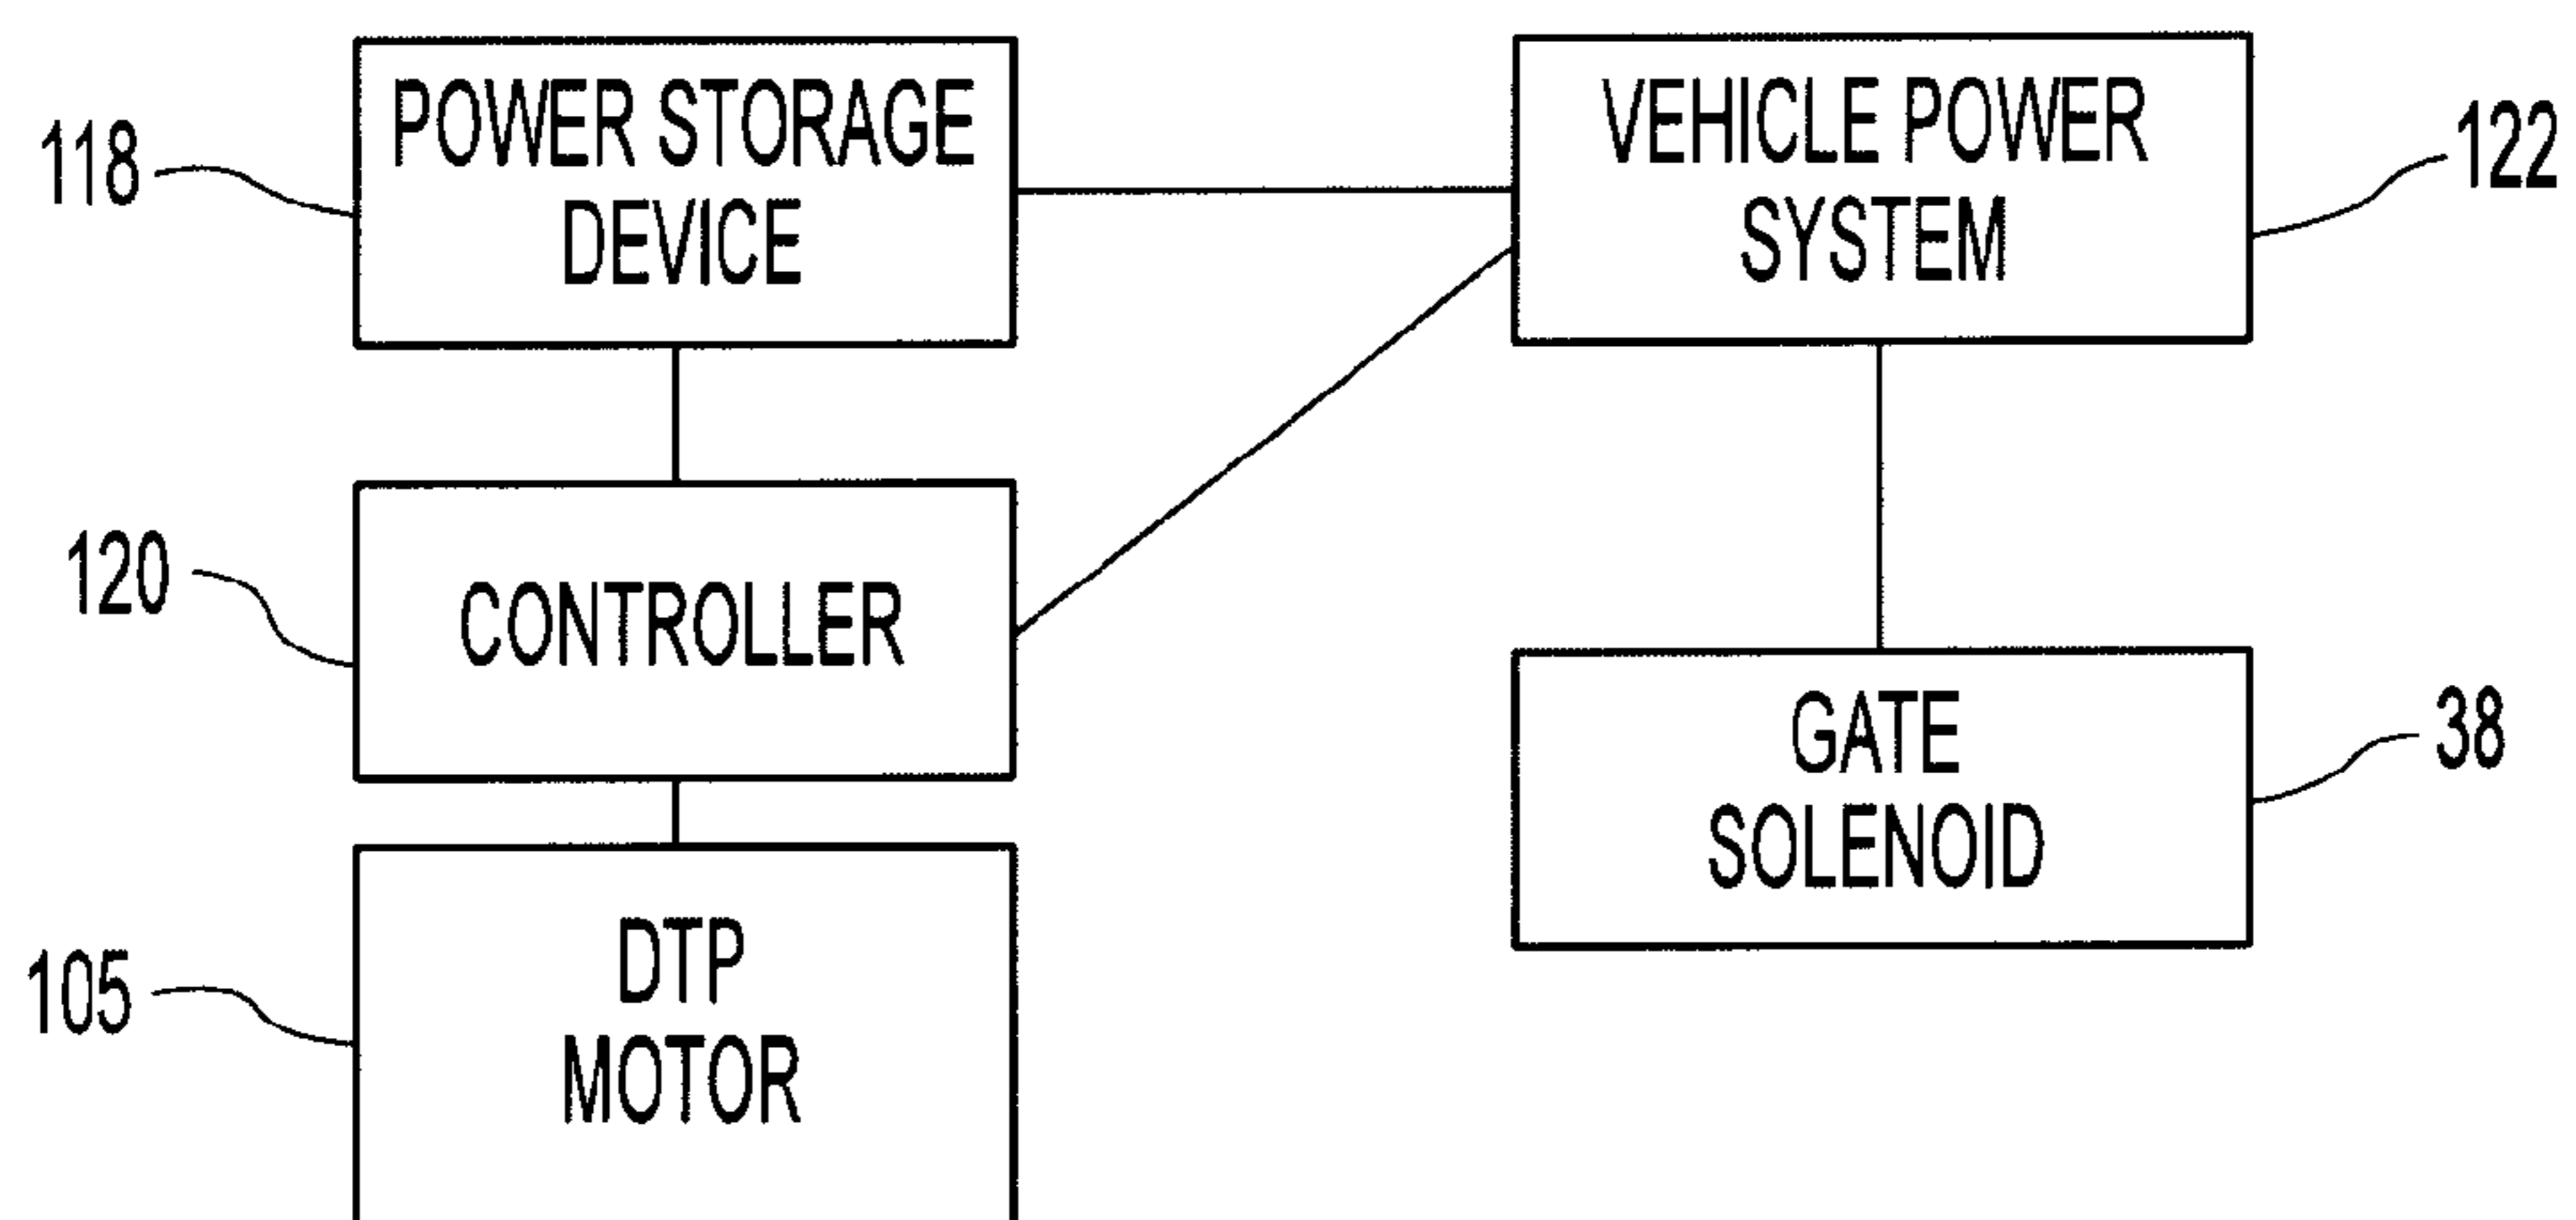 POWER STORAGE
DEVICE
118
VEHICLE POWER
SYSTEM
122
CONTROLLER
120
GATE
SOLENOID
38
DTP
MOTOR
105